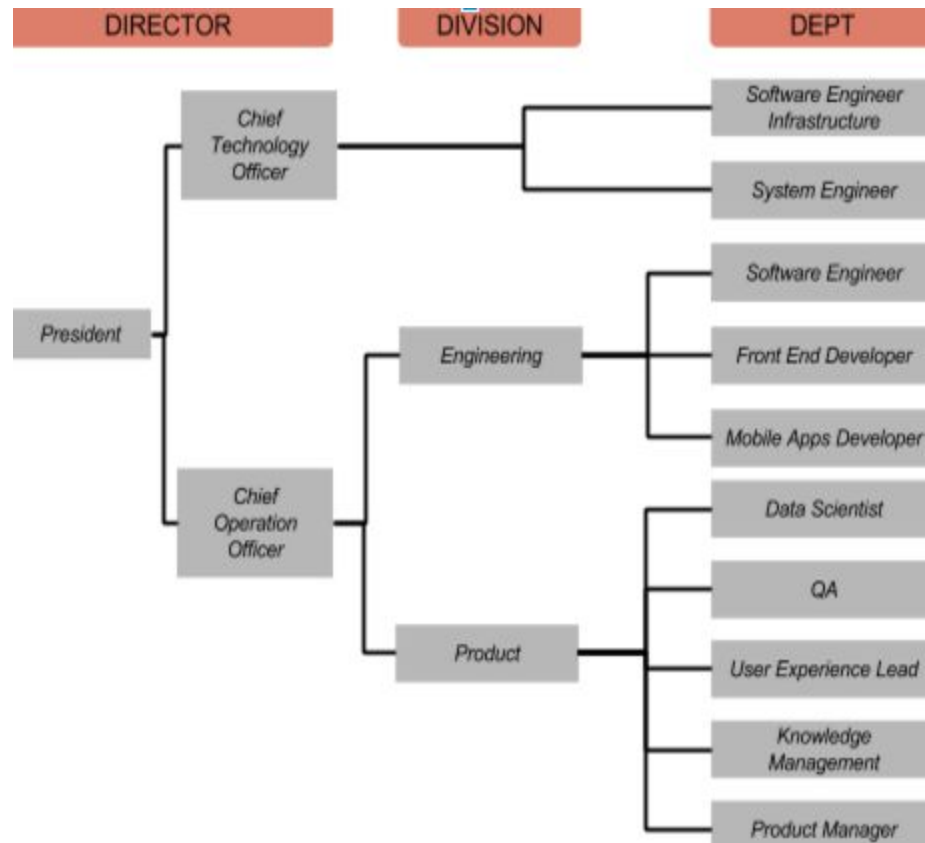 DIRECTOR
DIVISION
DEPT
Chief
Technology
Officer
Software Engineer
Infrastructure
System Engineer
Software Engineer
President
Engineering
Front End Developer
Mobile Apps Developer
Chief
Operation
Officer
Data Scientist
QA
Product
User Experience Lead
Knowledge
Management
Product Manager